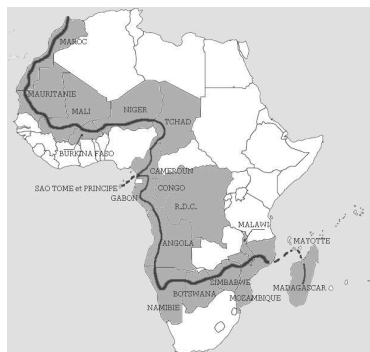 MAROC
MAURITANIE
MALI
NIGER
TCHAD
BURKINA FASO
CAMEROUN
SAO TOME et PRINCIPE
CONGO
GABON
R.D.C.
MALAWI
ANGOLA
MAYOTTE
ZIMBABWE
MADAGASCAR
BOTSWANA
MOZAMBIQUE
NAMIBIE